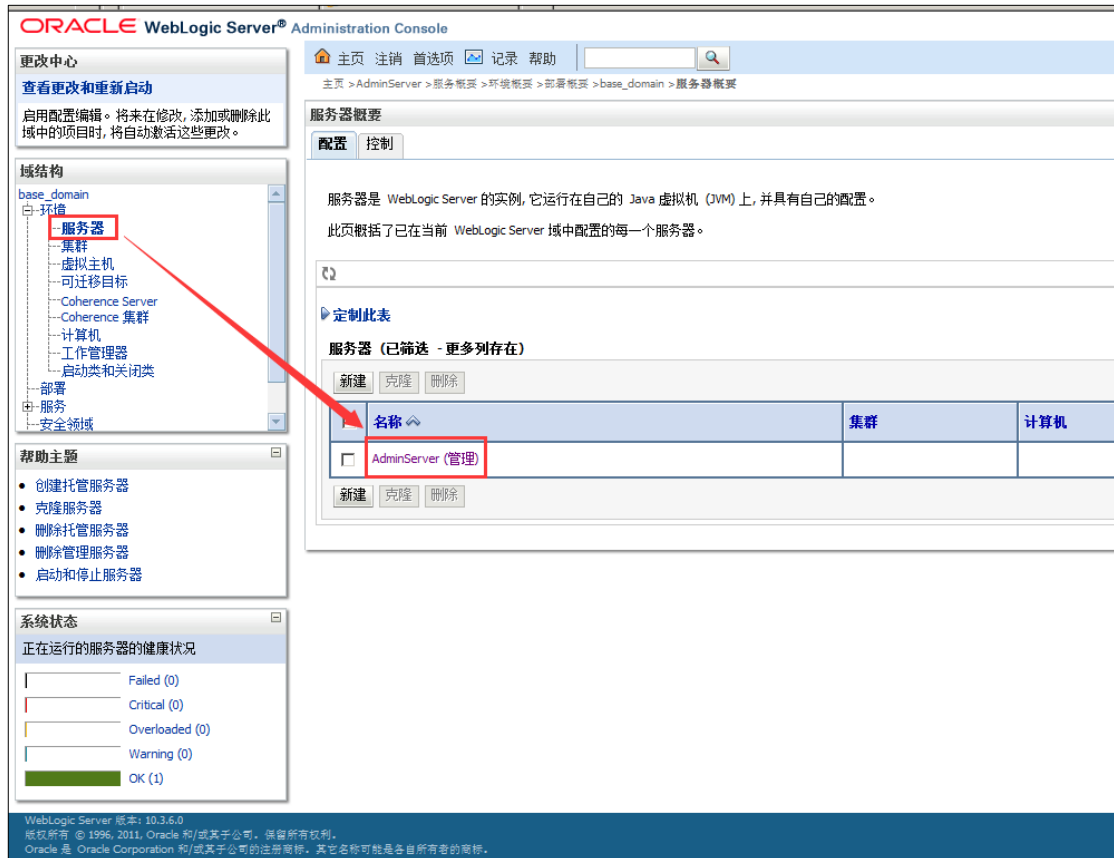 ORACLE WebLogic Server® Administration Console
更改中心
查看更改和重新启动
启用配置编辑。将来在修改, 添加或删除此
域中的项目时, 将自动激活这些更改。
域结构
base_domain
环境
服务器
集群
虚拟主机
可迁移目标
Coherence Server
Coherence 集群
计算机
工作管理器
启动类和关闭类
部署
服务
安全领域
帮助主题
创建托管服务器
克隆服务器
删除托管服务器
删除管理服务器
启动和停止服务器
系统状态
正在运行的服务器的健康状况
Failed (0)
Critical (0)
Overloaded (0)
Warning (0)
OK (1)
主页 注销 首选项 记录 帮助
主页 >AdminServer >服务概要 >环境概要 >部署概要 >base_domain >服务器概要
服务器概要
配置 控制
服务器是 WebLogic Server 的实例, 它运行在自己的 Java 虚拟机 (JVM) 上, 并具有自己的配置。
此页概括了已在当前 WebLogic Server 域中配置的每一个服务器。
定制此表
服务器 (已筛选 - 更多列存在)
新建 克隆 删除
名称 集群 计算机
AdminServer (管理)
新建 克隆 删除
WebLogic Server 版本: 10.3.6.0
版权所有 © 1996, 2011, Oracle 和/或其子公司。保留所有权利。
Oracle 是 Oracle Corporation 和/或其子公司的注册商标。其它名称可能是各自所有者的商标。